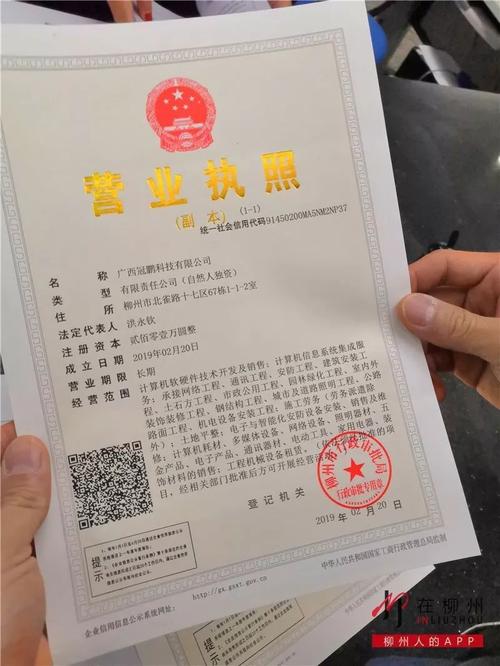 营业执照
(副本)
(1-1)
统一社会信用代码91450200MA5NM2NP37
名 称 广西冠鹏科技有限公司
类 型 有限责任公司(自然人独资)
住 所 柳州市北雀路十七区67栋1-1-2室
法定代表人 洪永钦
注册资本 贰佰零壹万圆整
成立日期 2019年02月20日
营业期限 长期
经营范围 计算机软硬件技术开发及销售;计算机信息系统集成服
务;承接网络工程、通讯工程、安防工程、建筑安装工
程、土石方工程、市政公用工程、园林绿化工程、室内外
装饰装修工程、钢结构工程、城市及道路照明工程、公路
路面工程、机电设备安装工程;施工劳务(劳务派遣除
外);土地平整;电子与智能化安防设备安装、销售及维
修;计算机耗材、多媒体设备、网络设备、照明器材、五
金产品、电子产品、通讯器材、电动工具、家用电器、装
饰材料的销售;工程机械设备租赁。(依法须经批准的项
目,经相关部门批准后方可开展经营活动。)
登记机关
柳州市行政审批局
行政审批专用章
2019年02月20日
提示
http://gx.gsxt.gov.cn
企业信用信息公示系统网址:
中华人民共和国国家工商行政管理总局监制
在柳州
INLIUZHOU
柳州人的APP